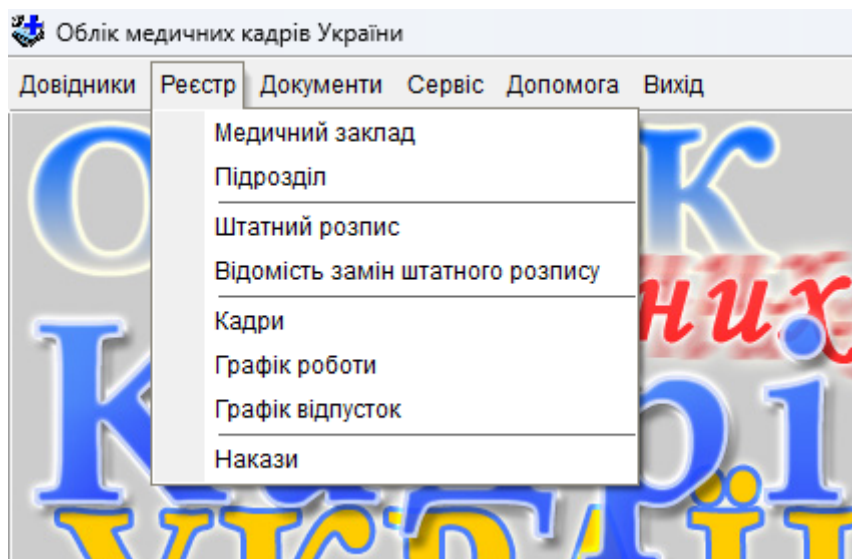 Облік медичних кадрів України
Довідники Реєстр Документи Сервіс Допомога Вихід
Медичний заклад
Підрозділ
Штатний розпис
Відомість замін штатного розпису
Кадри
Графік роботи
Графік відпусток
Накази